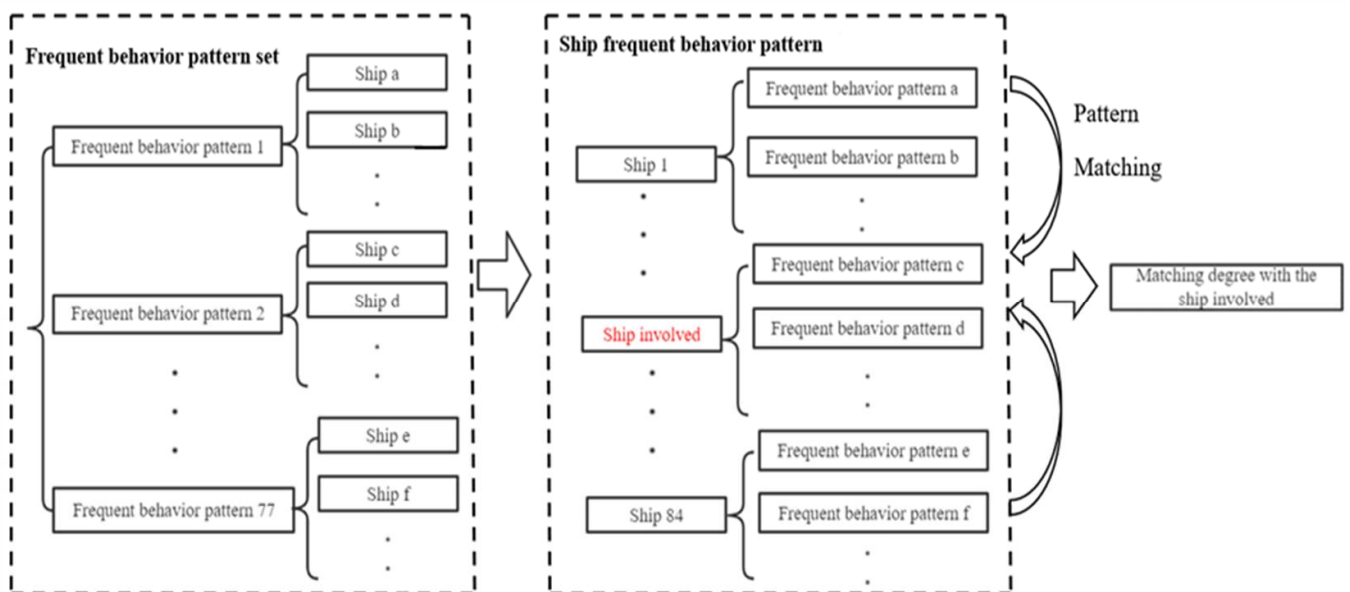 Frequent behavior pattern set
Frequent behavior pattern 1
Ship a
Ship b
Frequent behavior pattern 2
Ship c
Ship d
Frequent behavior pattern 77
Ship e
Ship f
Ship frequent behavior pattern
Ship 1
Frequent behavior pattern a
Frequent behavior pattern b
Ship involved
Frequent behavior pattern c
Frequent behavior pattern d
Ship 84
Frequent behavior pattern e
Frequent behavior pattern f
Pattern
Matching
Matching degree with the
ship involved